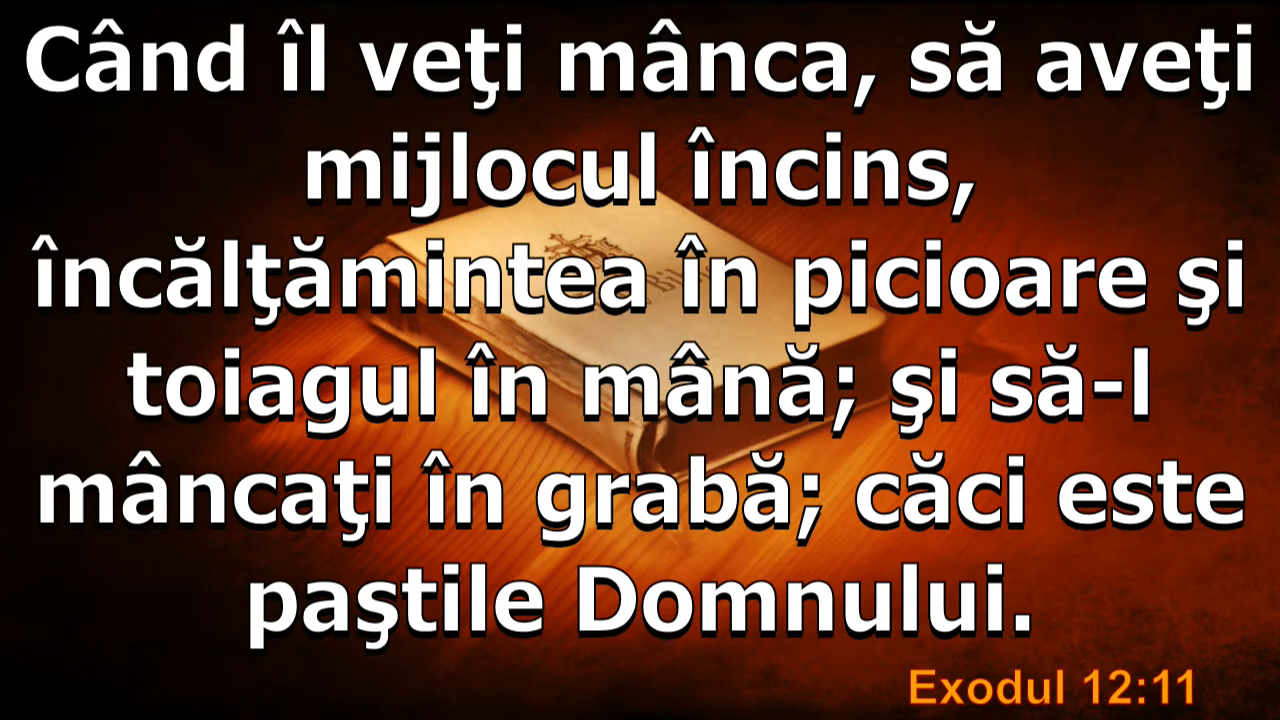 Când îl veţi mânca, să aveţi
mijlocul încins,
încălţămintea în picioare şi
toiagul în mână; şi să-l
mâncaţi în grabă; căci este
paştile Domnului.
Exodul 12:11